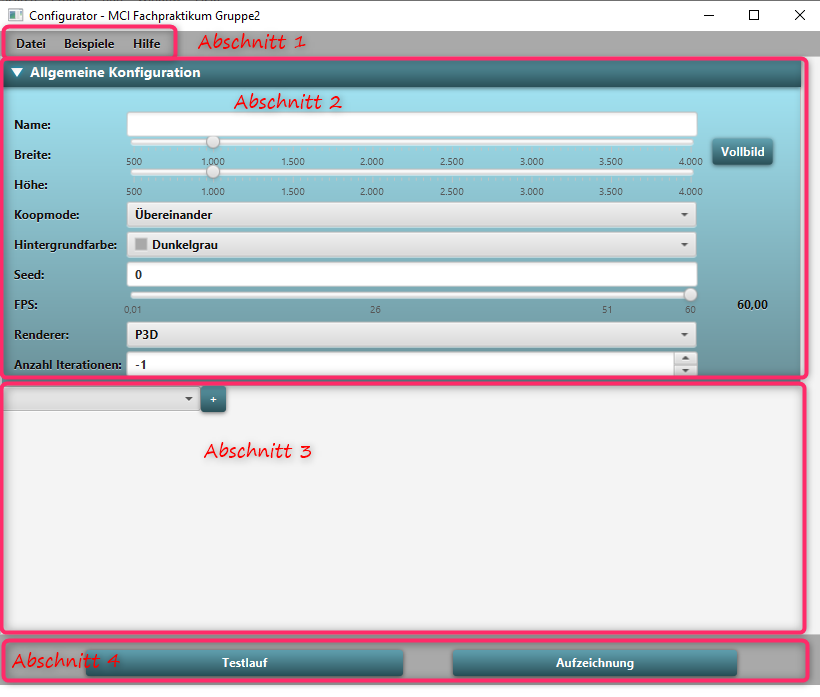 Configurator - MCI Fachpraktikum Gruppe2
Datei Beispiele Hilfe Abschnitt 1
Allgemeine Konfiguration
Abschnitt 2
Name:
Breite:
500 1.000 1.500 2.000 2.500 3.000 3.500 4.000
Vollbild
Höhe:
500 1.000 1.500 2.000 2.500 3.000 3.500 4.000
Koopmode: Übereinander
Hintergrundfarbe: Dunkelgrau
Seed: 0
FPS: 60,00
0,01 26 51 60
Renderer: P3D
Anzahl Iterationen: -1
+
Abschnitt 3
Abschnitt 4 Testlauf Aufzeichnung